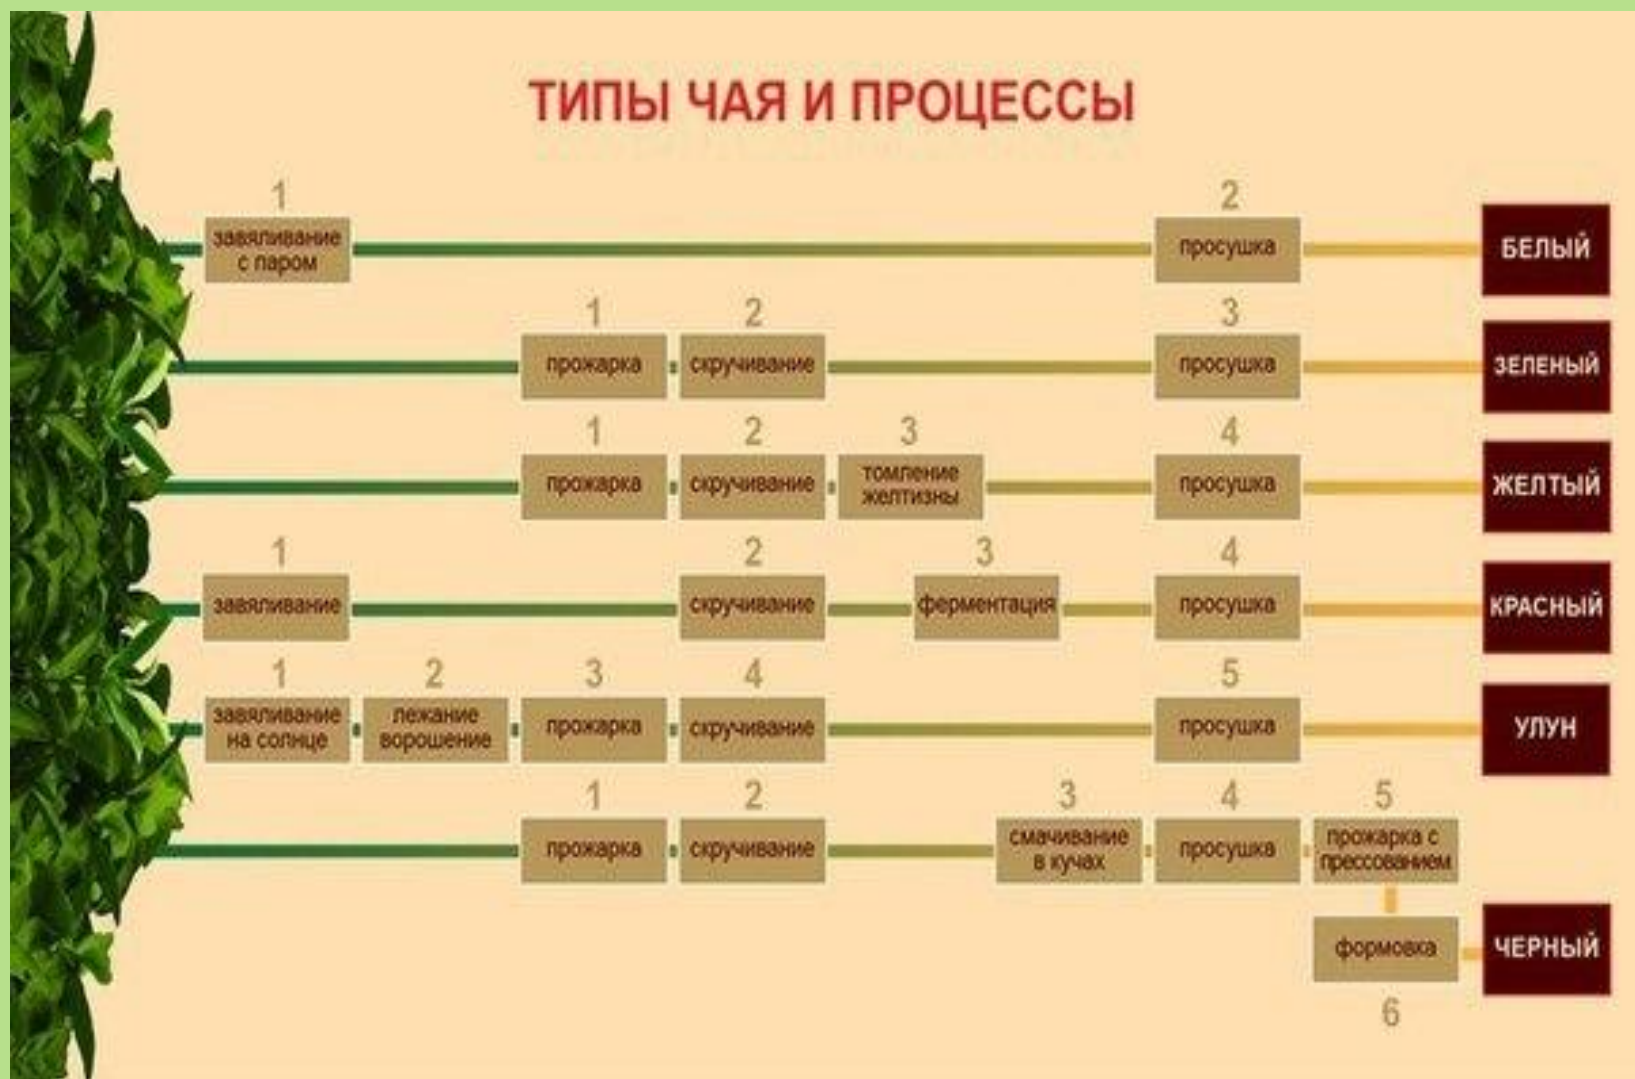 ТИПЫ ЧАЯ И ПРОЦЕССЫ
1 2
завяливание
с паром
просушка
БЕЛЫЙ
1 2 3
прожарка
скручивание
просушка
ЗЕЛЕНЫЙ
1 2 3 4
прожарка
скручивание
томление
желтизны
просушка
ЖЕЛТЫЙ
1 2 3 4
завяливание
скручивание
ферментация
просушка
КРАСНЫЙ
1 2 3 4 5
завяливание
на солнце
лежание
ворошение
прожарка
скручивание
просушка
УЛУН
1 2 3 4 5
прожарка
скручивание
смачивание
в кучах
просушка
прожарка с
прессованием
формовка
ЧЕРНЫЙ
6